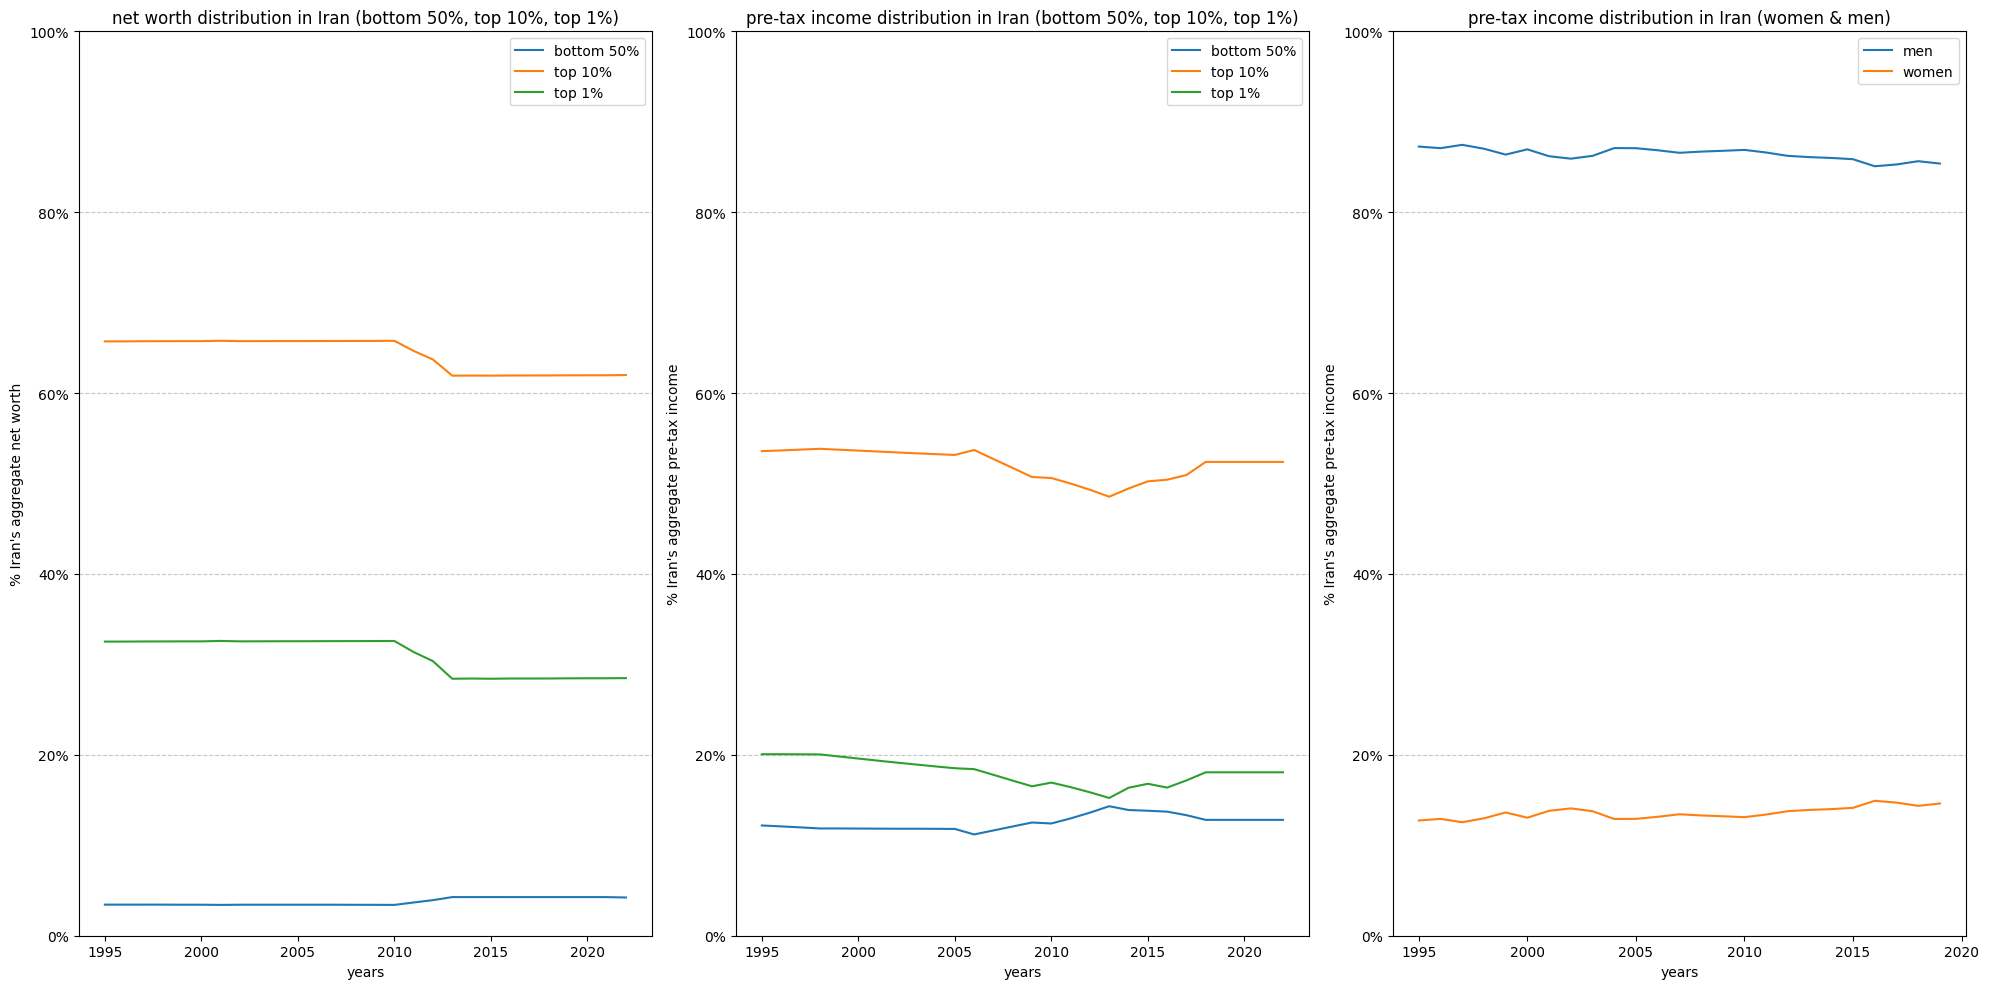 net worth distribution in Iran (bottom 50%, top 10%, top 1%)
100%
80%
60%
40%
20%
0%
% Iran's aggregate net worth
bottom 50%
top 10%
top 1%
1995 2000 2005 2010 2015 2020
years
pre-tax income distribution in Iran (bottom 50%, top 10%, top 1%)
100%
80%
60%
40%
20%
0%
% Iran's aggregate pre-tax income
bottom 50%
top 10%
top 1%
1995 2000 2005 2010 2015 2020
years
pre-tax income distribution in Iran (women & men)
100%
80%
60%
40%
20%
0%
% Iran's aggregate pre-tax income
men
women
1995 2000 2005 2010 2015 2020
years